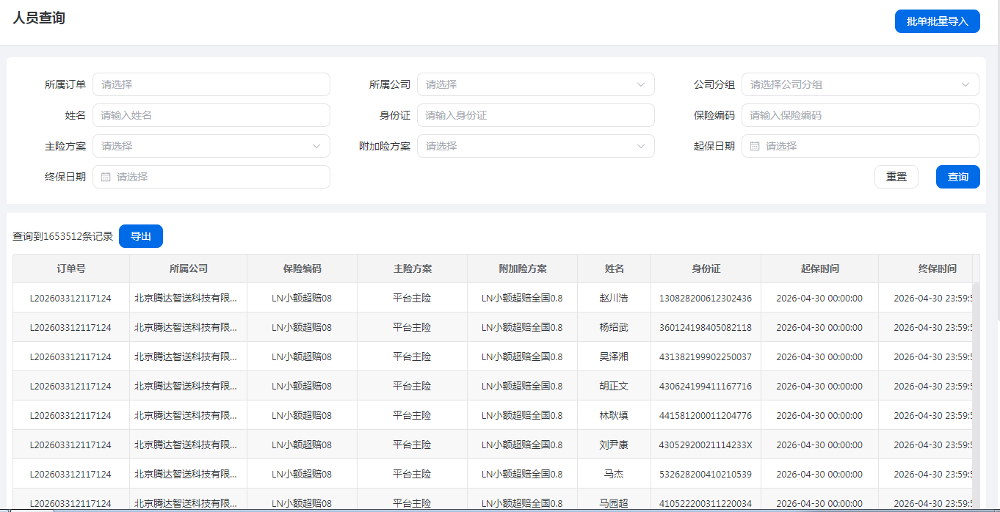 人员查询
批单批量导入
所属订单 请选择 所属公司 请选择 公司分组 请选择公司分组
姓名 请输入姓名 身份证 请输入身份证 保险编码 请输入保险编码
主险方案 请选择 附加险方案 请选择 起保日期 请选择
终保日期 请选择 重置 查询
查询到1653512条记录 导出
订单号 所属公司 保险编码 主险方案 附加险方案 姓名 身份证 起保时间 终保时间
L202603312117124 北京腾达智送科技有限... LN小额超赔08 平台主险 LN小额超赔全国0.8 赵川浩 130828200612302436 2026-04-30 00:00:00 2026-04-30 23:59:5
L202603312117124 北京腾达智送科技有限... LN小额超赔08 平台主险 LN小额超赔全国0.8 杨绍武 360124198405082118 2026-04-30 00:00:00 2026-04-30 23:59:5
L202603312117124 北京腾达智送科技有限... LN小额超赔08 平台主险 LN小额超赔全国0.8 吴泽湘 431382199902250037 2026-04-30 00:00:00 2026-04-30 23:59:5
L202603312117124 北京腾达智送科技有限... LN小额超赔08 平台主险 LN小额超赔全国0.8 胡正文 430624199411167716 2026-04-30 00:00:00 2026-04-30 23:59:5
L202603312117124 北京腾达智送科技有限... LN小额超赔08 平台主险 LN小额超赔全国0.8 林耿填 441581200011204776 2026-04-30 00:00:00 2026-04-30 23:59:5
L202603312117124 北京腾达智送科技有限... LN小额超赔08 平台主险 LN小额超赔全国0.8 刘尹康 43052920021114233X 2026-04-30 00:00:00 2026-04-30 23:59:5
L202603312117124 北京腾达智送科技有限... LN小额超赔08 平台主险 LN小额超赔全国0.8 马杰 532628200410210539 2026-04-30 00:00:00 2026-04-30 23:59:5
L202603312117124 北京腾达智送科技有限... LN小额超赔08 平台主险 LN小额超赔全国0.8 马园超 410522200311220034 2026-04-30 00:00:00 2026-04-30 23:59:5